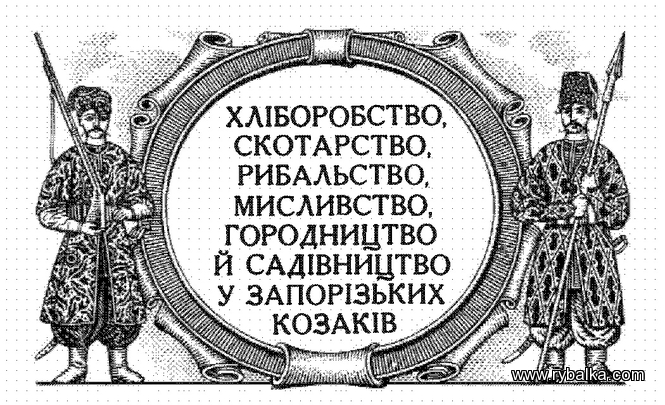 ХЛІБОРОБСТВО,
СКОТАРСТВО,
РИБАЛЬСТВО,
МИСЛИВСТВО,
ГОРОДНИЦТВО
Й САДІВНИЦТВО
У ЗАПОРІЗЬКИХ
КОЗАКІВ
www.rybalka.com